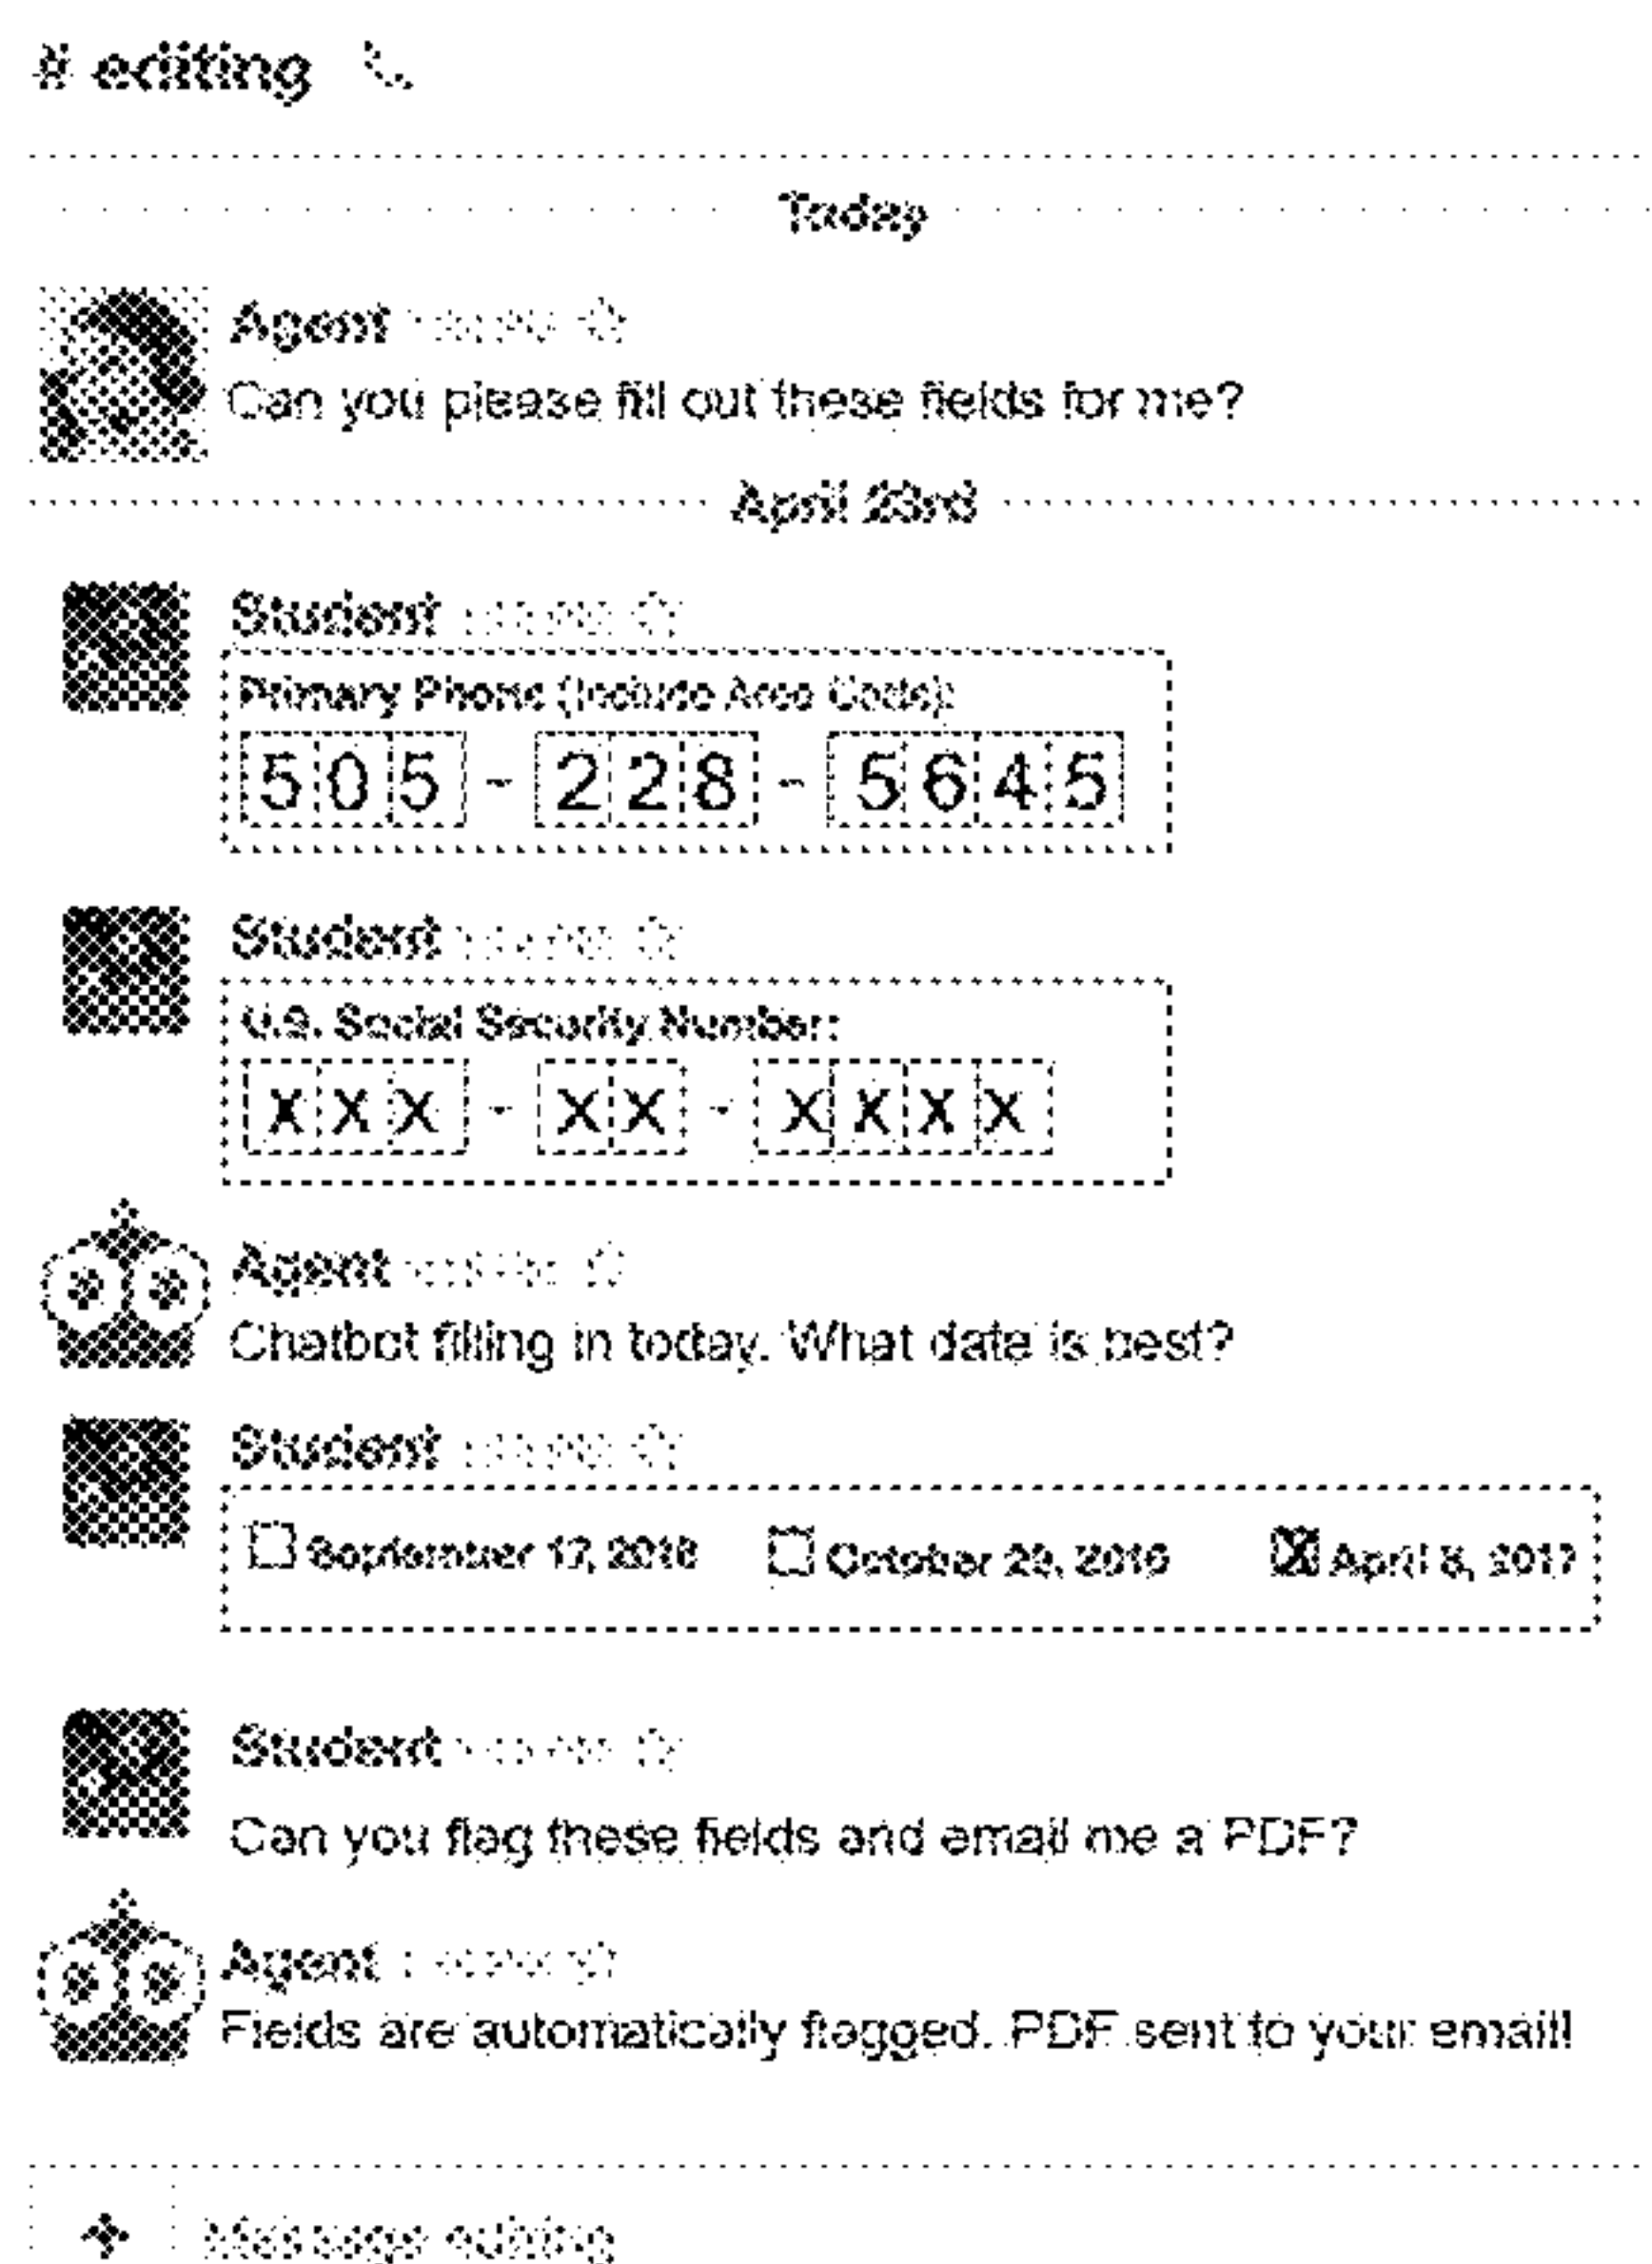 # editing
Today
Agent
Can you please fill out these fields for me?
April 23rd
Student
Primary Phone (Include Area Code):
505 - 228 - 5645
Student
U.S. Social Security Number:
XXX - XX - XXXX
Agent
Chatbot filling in today. What date is best?
Student
September 17, 2016 October 29, 2016 X April 8, 2017
Student
Can you flag these fields and email me a PDF?
Agent
Fields are automatically flagged. PDF sent to your email!
+ Message editing